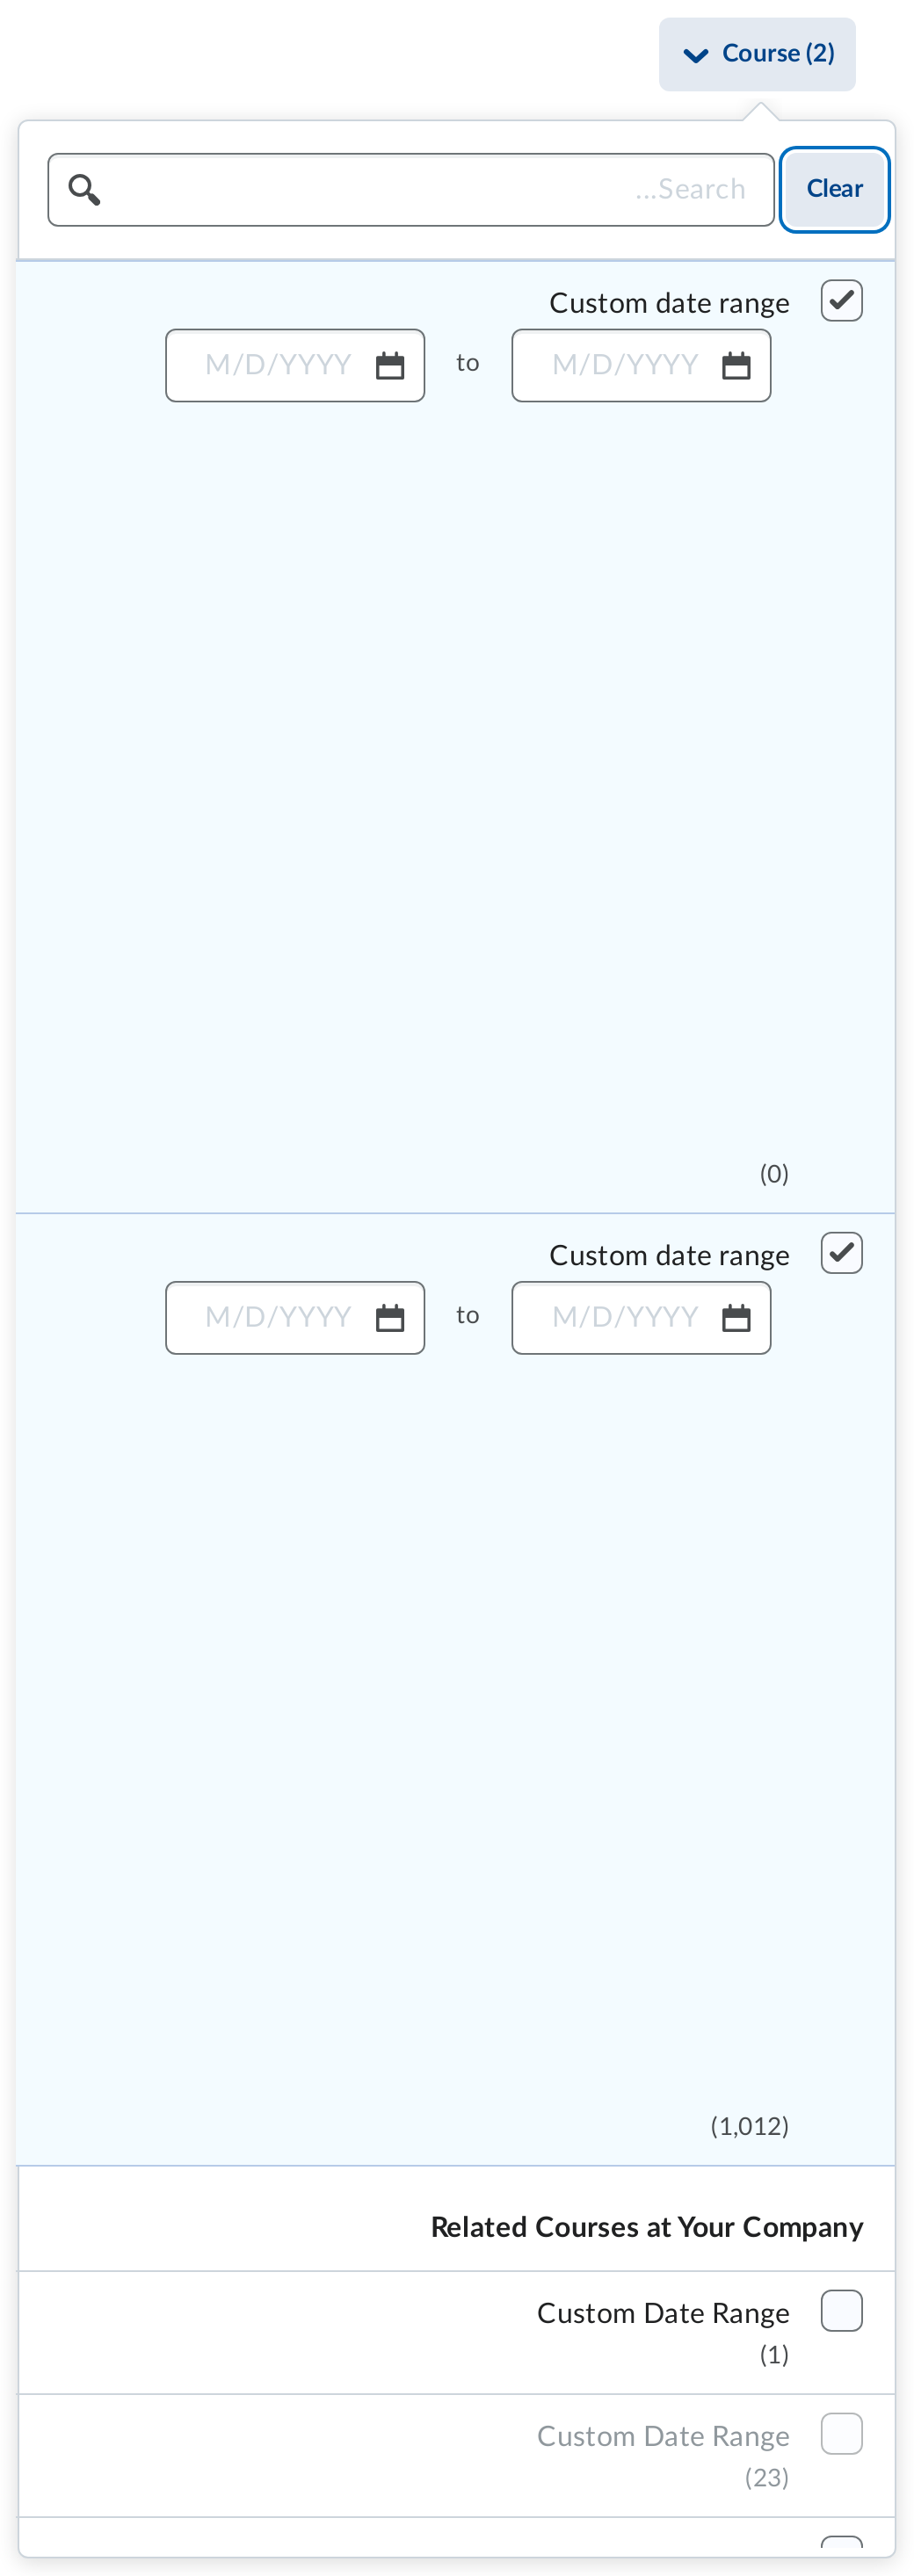 Course (2)
...Search
Clear
Custom date range
M/D/YYYY to M/D/YYYY
(0)
Custom date range
M/D/YYYY to M/D/YYYY
(1,012)
Related Courses at Your Company
Custom Date Range
(1)
Custom Date Range
(23)